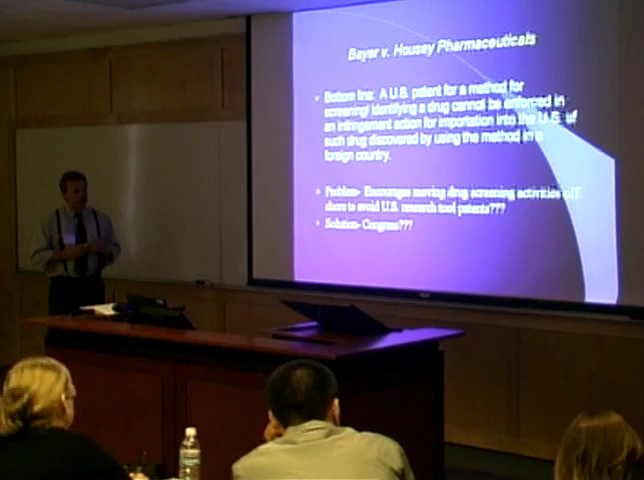 Bayer v. Housey Pharmaceuticals
Bottom line: A U.S. patent for a method for
screening/ identifying a drug cannot be enforced in
an infringement action for importation into the U.S. of
such drug discovered by using the method in a
foreign country.
Problem- Encourages moving drug screening activities off
shore to avoid U.S. research tool patents???
Solution- Congress???